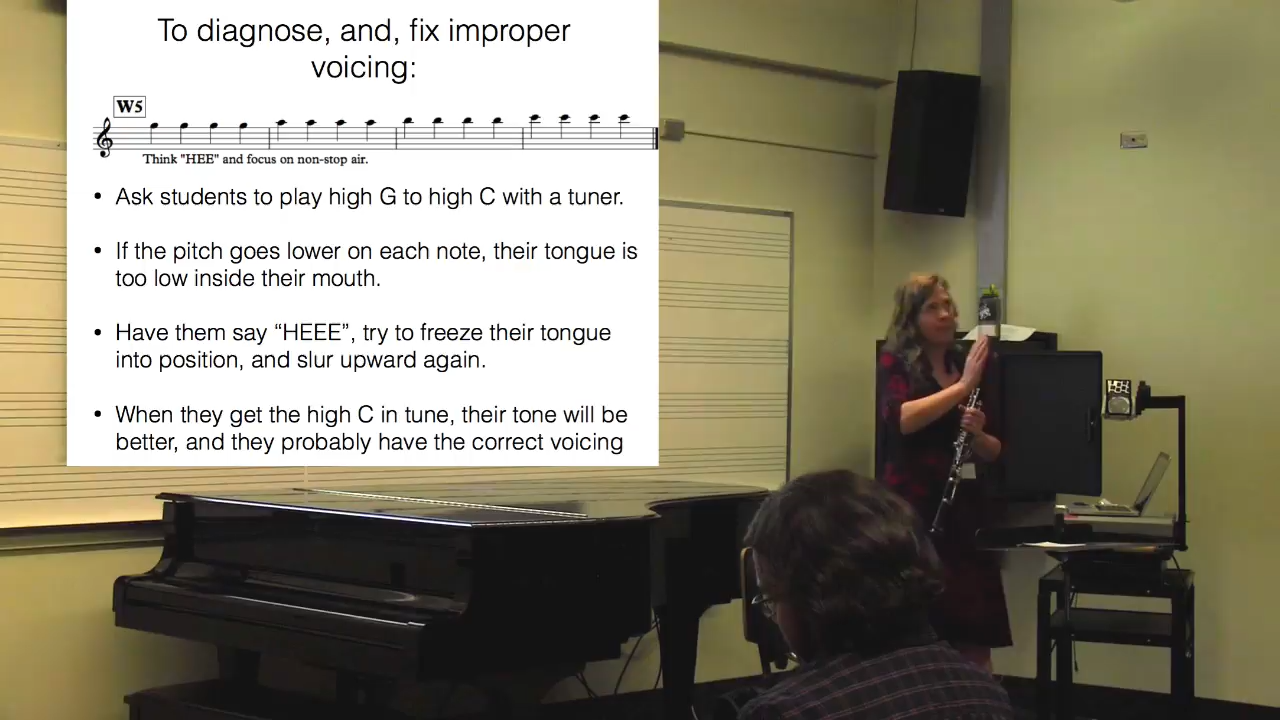 To diagnose, and, fix improper
voicing:
W5
Think "HEE" and focus on non-stop air.
• Ask students to play high G to high C with a tuner.
• If the pitch goes lower on each note, their tongue is
too low inside their mouth.
• Have them say “HEEE”, try to freeze their tongue
into position, and slur upward again.
• When they get the high C in tune, their tone will be
better, and they probably have the correct voicing